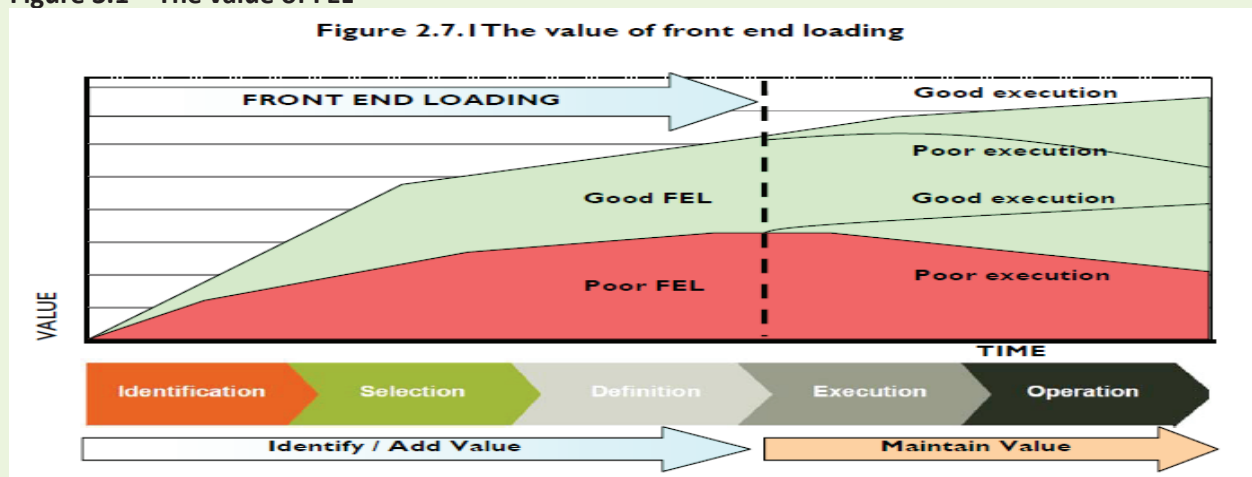 Figure 2.7.1 The value of front end loading
FRONT END LOADING
Good execution
Poor execution
Good FEL
Good execution
Poor FEL
Poor execution
VALUE
TIME
Identification
Selection
Definition
Execution
Operation
Identify / Add Value
Maintain Value